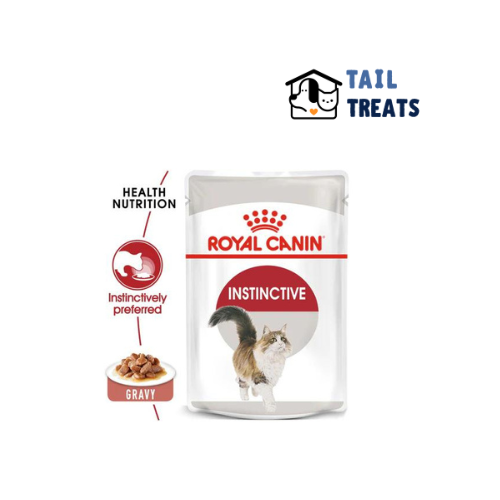 TAIL
TREATS
HEALTH
NUTRITION
Instinctively
preferred
GRAVY
ROYAL CANIN
INSTINCTIVE